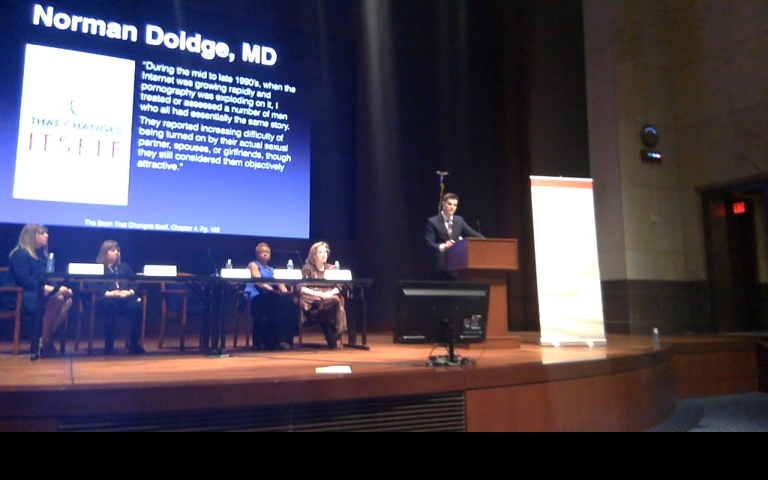 Norman Doidge, MD
"During the mid to late 1990's, when the
Internet was growing rapidly and
pornography was exploding on it, I
treated or assessed a number of men
who all had essentially the same story.
They reported increasing difficulty of
being turned on by their actual sexual
partner, spouses, or girlfriends, though
they still considered them objectively
attractive."
THAT CHANGES
ITSELF
The Brain That Changes Itself, Chapter 4, Pg.